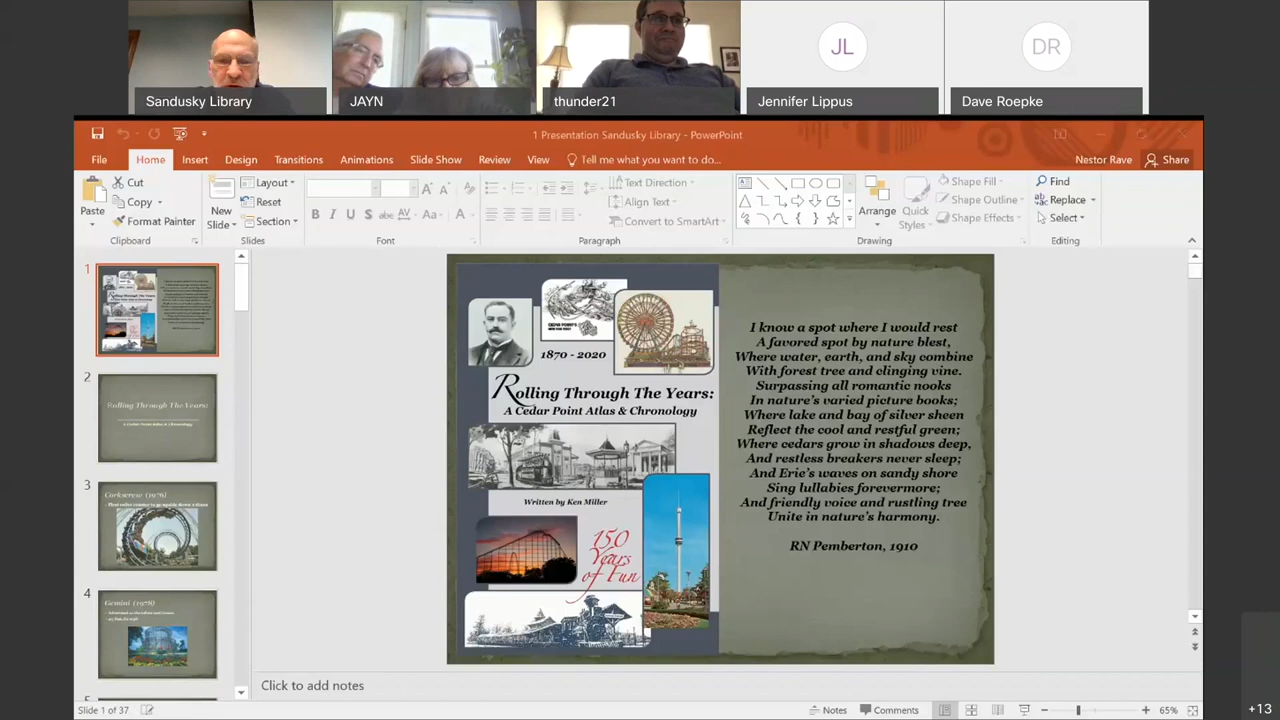 Sandusky Library
JAYN
thunder21
JL
Jennifer Lippus
DR
Dave Roepke
1 Presentation Sandusky Library - PowerPoint
File
Home
Insert
Design
Transitions
Animations
Slide Show
Review
View
Tell me what you want to do...
Nestor Rave
Share
Paste
Cut
Copy
Format Painter
Clipboard
New
Slide
Layout
Reset
Section
Slides
Font
Text Direction
Align Text
Convert to SmartArt
Paragraph
Arrange
Quick
Styles
Shape Fill
Shape Outline
Shape Effects
Drawing
Find
Replace
Select
Editing
1
2
Rolling Through The Years:
A Cedar Point Atlas & Chronology
3
Corkscrew (1976)
4
Gemini (1978)
1870 - 2020
Rolling Through The Years:
A Cedar Point Atlas & Chronology
Written by Ken Miller
150
Years
of Fun
I know a spot where I would rest
A favored spot by nature blest,
Where water, earth, and sky combine
With forest tree and clinging vine.
Surpassing all romantic nooks
In nature's varied picture books;
Where lake and bay of silver sheen
Reflect the cool and restful green;
Where cedars grow in shadows deep,
And restless breakers never sleep;
And Erie's waves on sandy shore
Sing lullabies forevermore;
And friendly voice and rustling tree
Unite in nature's harmony.
RN Pemberton, 1910
Click to add notes
Slide 1 of 37
Notes
Comments
65%
+13